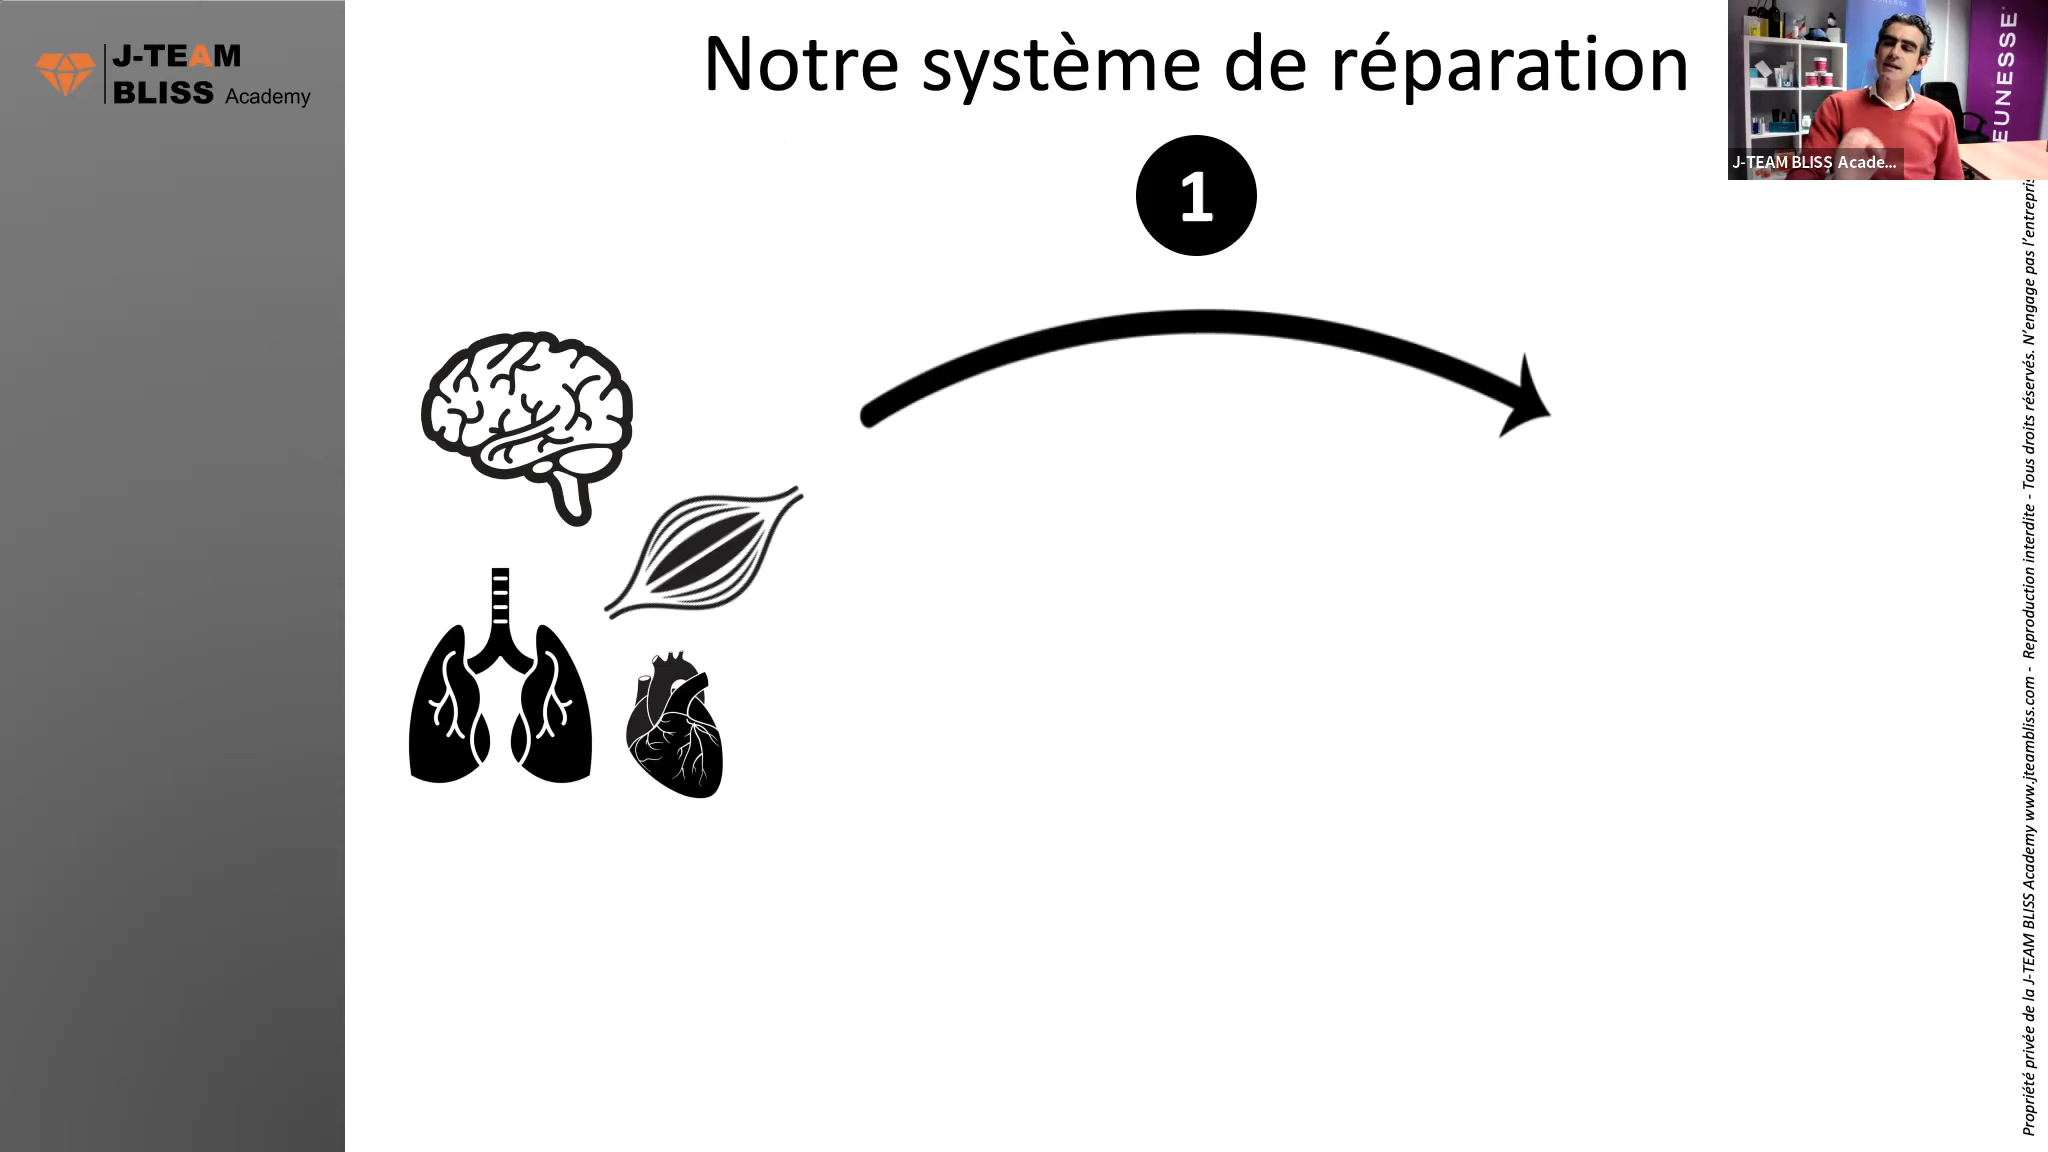 J-TEAM
BLISS Academy
Notre système de réparation
1
EUNESSE
J-TEAM BLISS Acade...
Propriété privée de la J-TEAM BLISS Academy www.jteambliss.com - Reproduction interdite - Tous droits réservés. N'engage pas l'entrepris